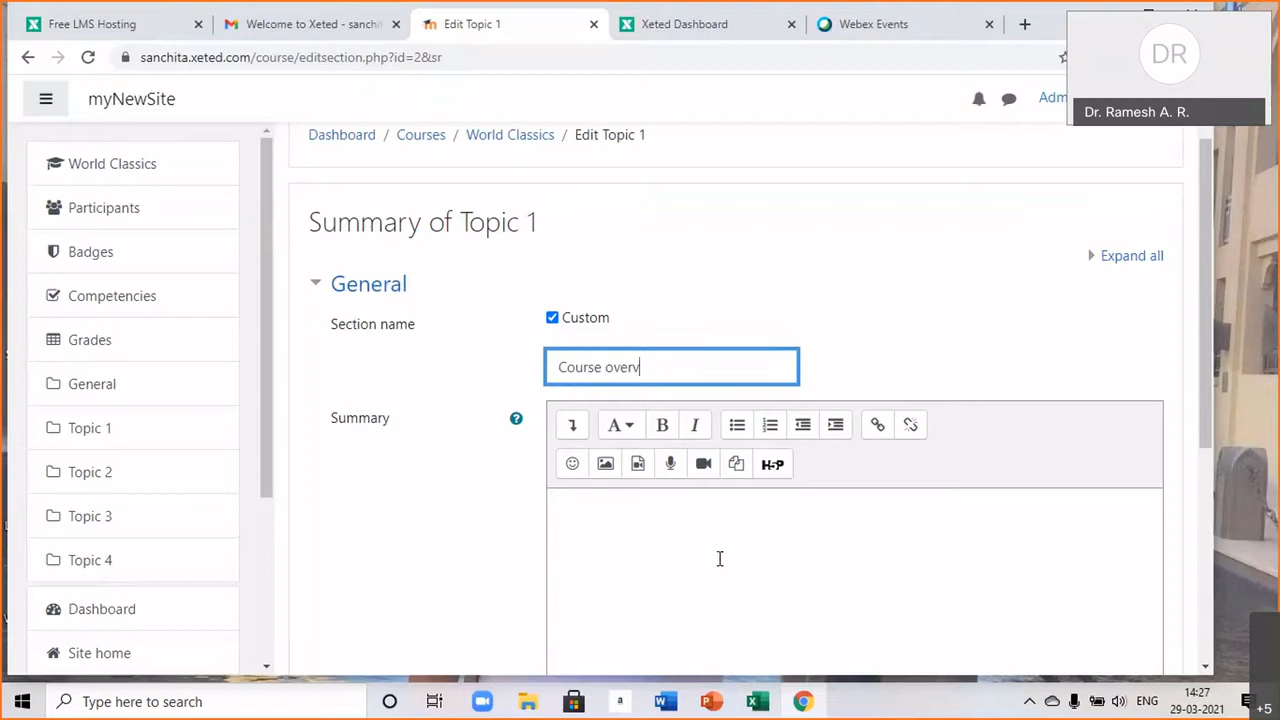 Free LMS Hosting
Welcome to Xeted - sanchit
Edit Topic 1
Xeted Dashboard
Webex Events
sanchita.xeted.com/course/editsection.php?id=2&sr
DR
Dr. Ramesh A. R.
myNewSite
Adm
Dashboard / Courses / World Classics / Edit Topic 1
World Classics
Participants
Badges
Competencies
Grades
General
Topic 1
Topic 2
Topic 3
Topic 4
Dashboard
Site home
Summary of Topic 1
Expand all
General
Section name
Custom
Course overv
Summary
A
B
I
H-P
Type here to search
a
ENG
14:27
29-03-2021
+5